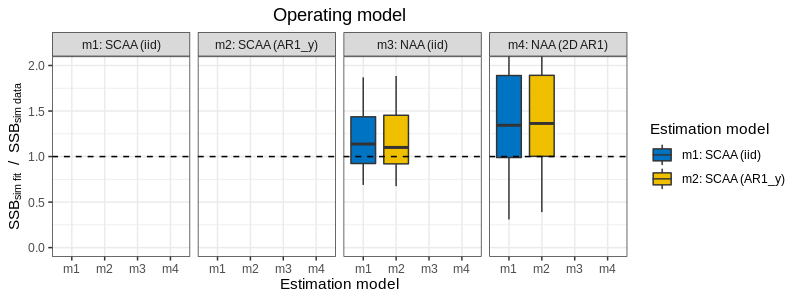 Operating model
m1: SCAA (iid) m2: SCAA (AR1_y) m3: NAA (iid) m4: NAA (2D AR1)
SSBsim fit / SSBsim data
2.0
1.5
1.0
0.5
0.0
m1 m2 m3 m4 m1 m2 m3 m4 m1 m2 m3 m4 m1 m2 m3 m4
Estimation model
Estimation model
m1: SCAA (iid)
m2: SCAA (AR1_y)